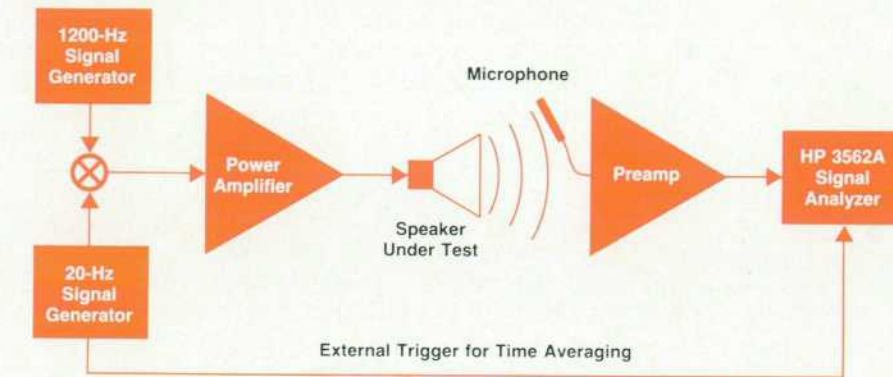 1200-Hz
Signal
Generator
Microphone
Power
Amplifier
Preamp
HP 3562A
Signal
Analyzer
Speaker
Under Test
20-Hz
Signal
Generator
External Trigger for Time Averaging